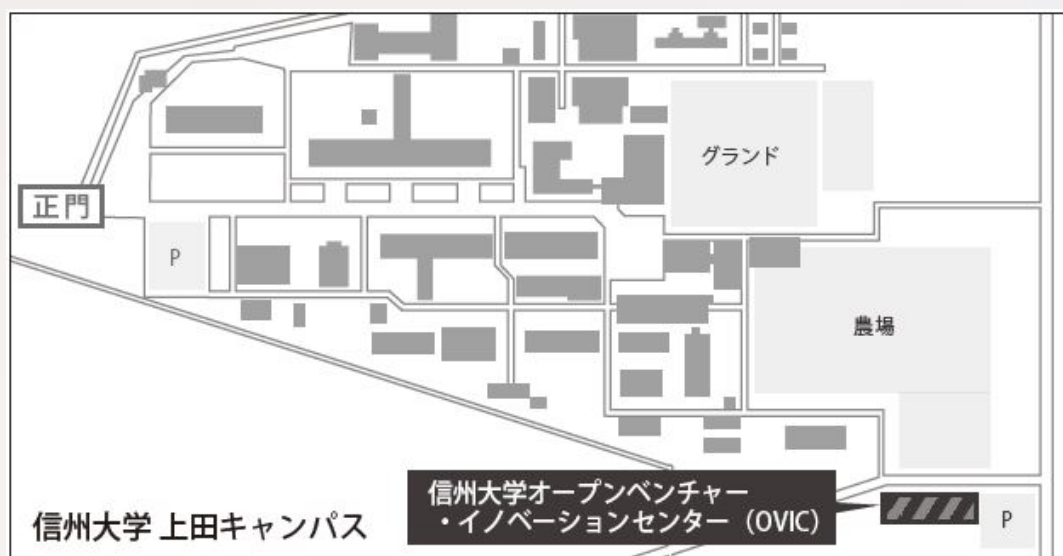 グランド
正門
P
農場
信州大学オープンベンチャー
・イノベーションセンター（OVIC）
P
信州大学 上田キャンパス